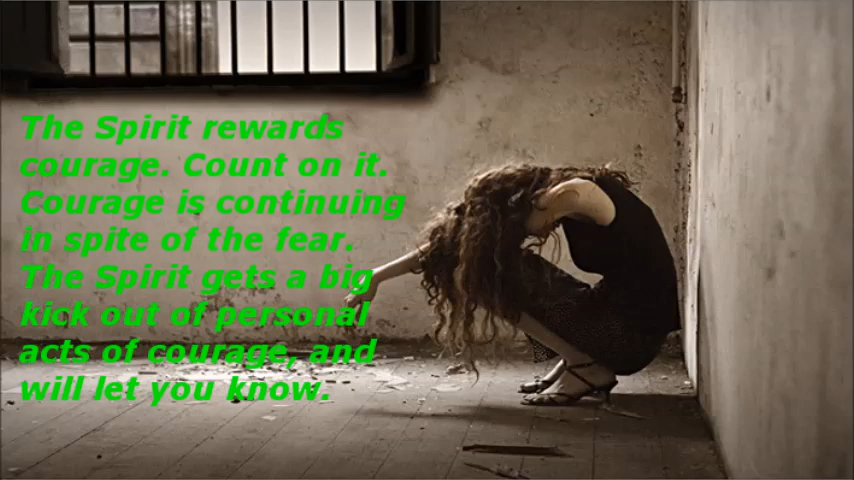 The Spirit rewards
courage. Count on it.
Courage is continuing
in spite of the fear.
The Spirit gets a big
kick out of personal
acts of courage, and
will let you know.